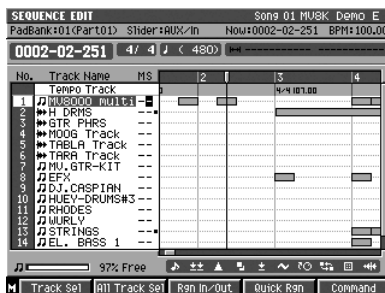 SEQUENCE EDIT Song 01 MV8K Demo E
PadBank:01(Part01) Slider:AUX/In Now:0002-02-251 BPM:100.00
0002-02-251 4/ 4 ( 480)
No. Track Name MS 2 3 4
Tempo Track 4/4 107.00
1 MV8000 multi
2 H DRMS --
3 GTR PHRS --
4 MOOG Track --
5 TABLA Track --
6 TARA Track --
7 MV.GTR-KIT --
8 EFX --
9 DJ.CASPIAN --
10 HUEY-DRUMS#3 --
11 RHODES --
12 WURLY --
13 STRINGS --
14 EL. BASS 1 --
97% Free
M Track Sel All Track Sel Rgn In/Out Quick Rgn Command